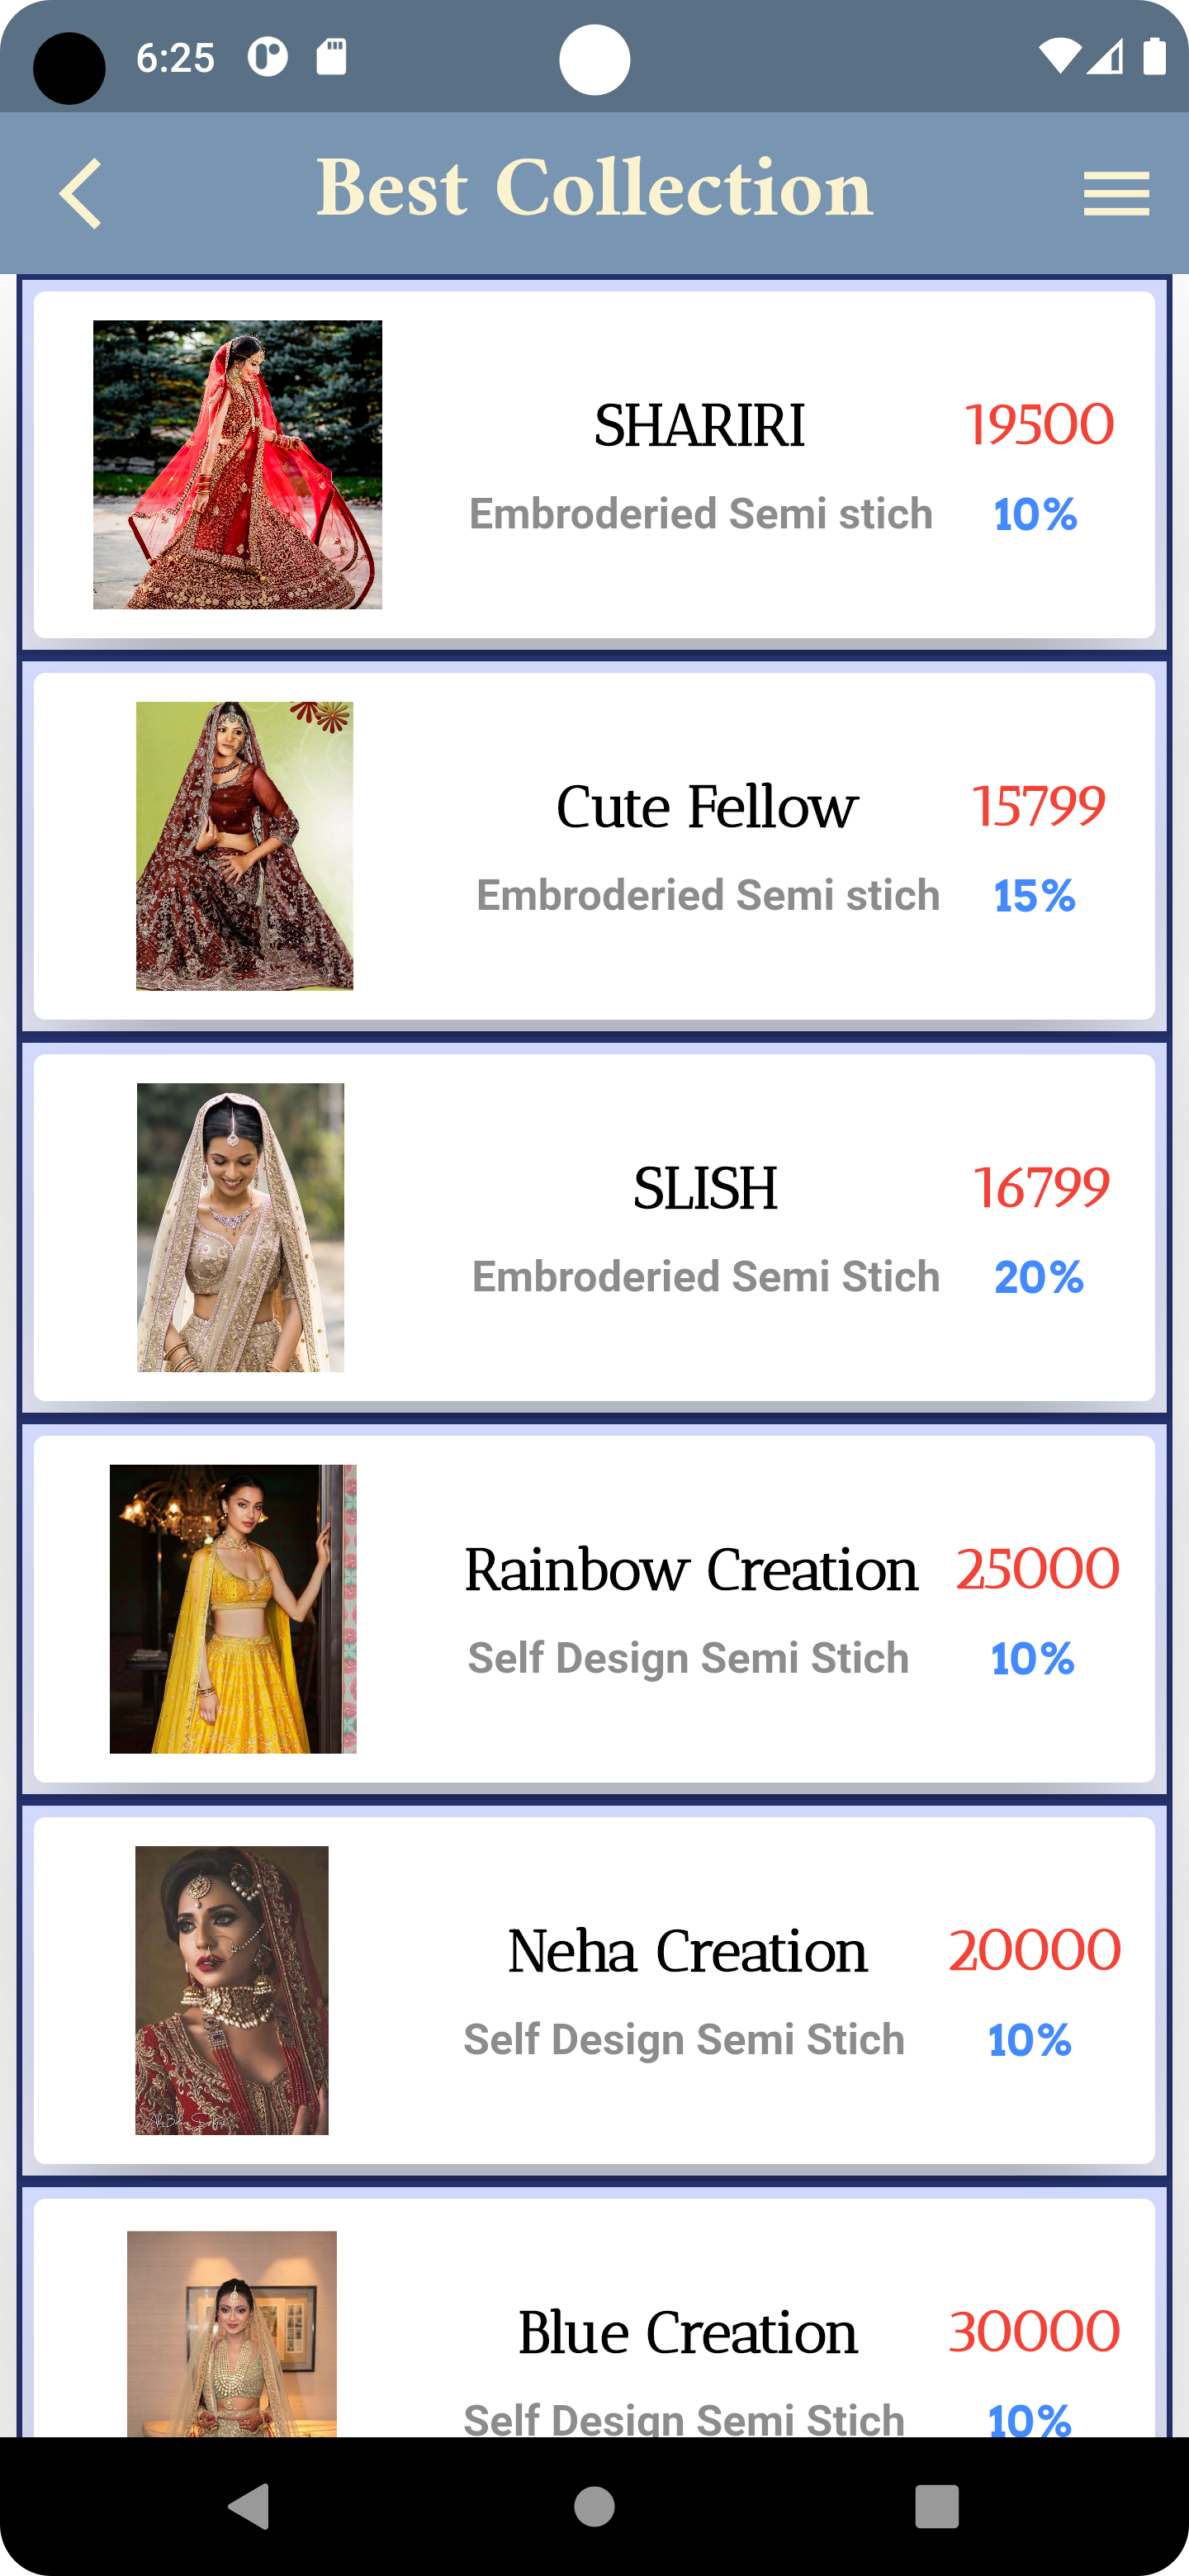 6:25
Best Collection
SHARIRI 19500
Embroderied Semi stich 10%
Cute Fellow 15799
Embroderied Semi stich 15%
SLISH 16799
Embroderied Semi Stich 20%
Rainbow Creation 25000
Self Design Semi Stich 10%
Neha Creation 20000
Self Design Semi Stich 10%
Blue Creation 30000
Self Design Semi Stich 10%